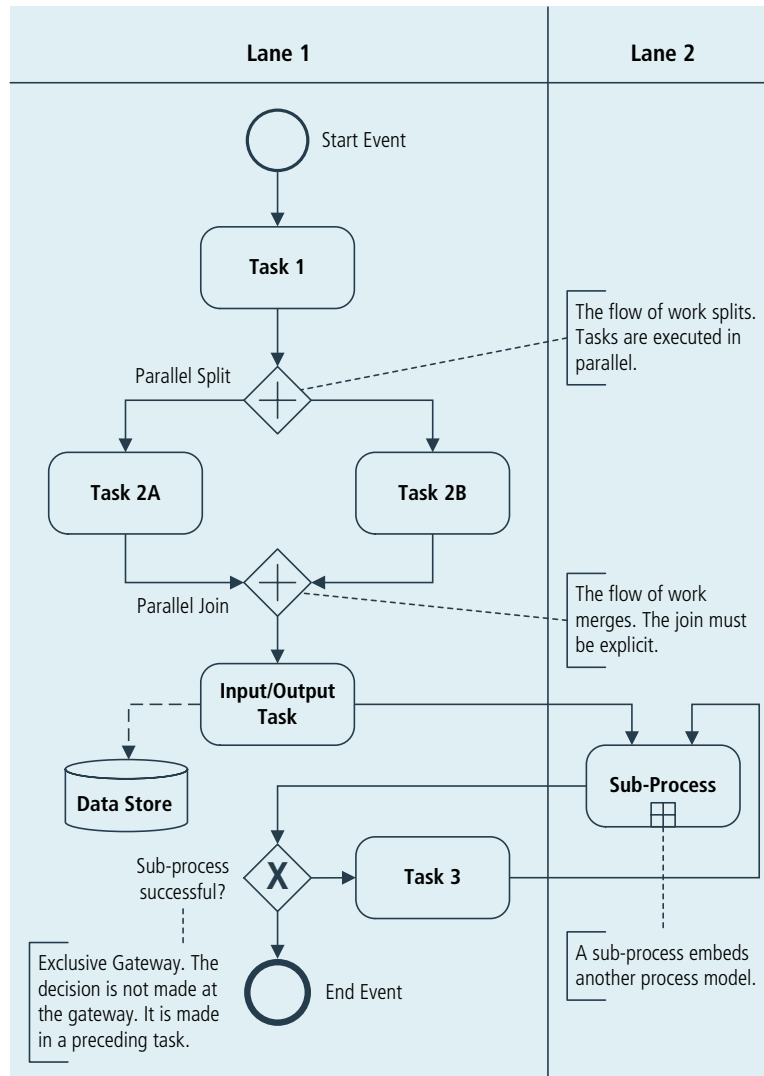 Lane 1
Lane 2
Start Event
Task 1
The flow of work splits.
Tasks are executed in
parallel.
Parallel Split
Task 2A
Task 2B
Parallel Join
The flow of work
merges. The join must
be explicit.
Input/Output
Task
Data Store
Sub-Process
Sub-process
successful?
X
Task 3
Exclusive Gateway. The
decision is not made at
the gateway. It is made
in a preceding task.
End Event
A sub-process embeds
another process model.